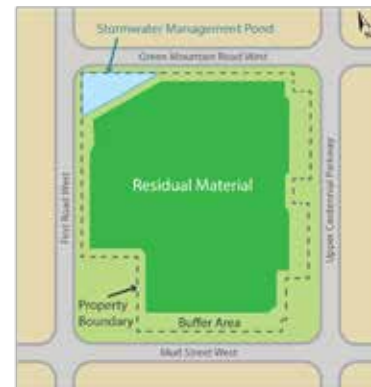 Stormwater Management Pond
Green Mountain Road West
First Road West
Residual Material
Upper Centennial Parkway
Property
Boundary
Buffer Area
Mud Street West